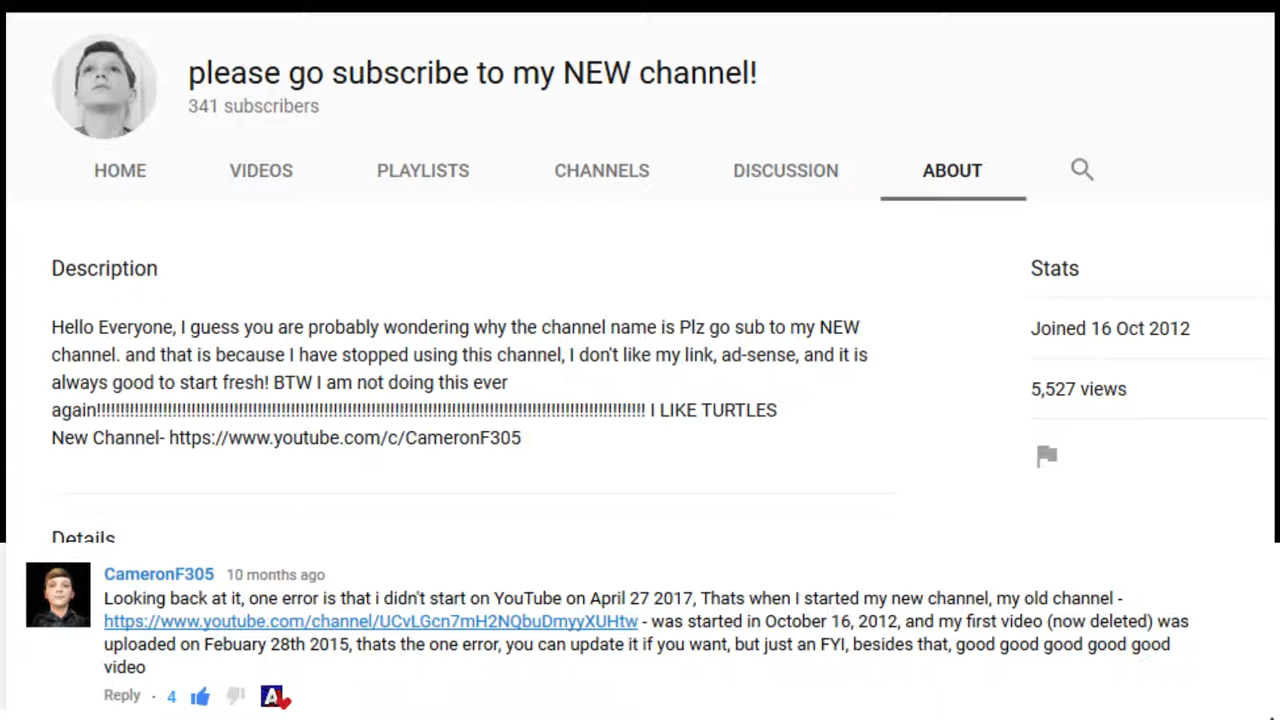 please go subscribe to my NEW channel!
341 subscribers
HOME VIDEOS PLAYLISTS CHANNELS DISCUSSION ABOUT
Description
Hello Everyone, I guess you are probably wondering why the channel name is Plz go sub to my NEW
channel. and that is because I have stopped using this channel, I don't like my link, ad-sense, and it is
always good to start fresh! BTW I am not doing this ever
again!!!!!!!!!!!!!!!!!!!!!!!!!!!!!!!!!!!!!!!!!!!!!!!!!!!!!!!!!!!!!!!!!!!!!!!!!!!!!!!!!!!!!!!!!!!!!!!!!!!!!!!!!!!!!!!!!!!! I LIKE TURTLES
New Channel- https://www.youtube.com/c/CameronF305
Stats
Joined 16 Oct 2012
5,527 views
Details
CameronF305 10 months ago
Looking back at it, one error is that i didn't start on YouTube on April 27 2017, Thats when I started my new channel, my old channel -
https://www.youtube.com/channel/UCvLGcn7mH2NQbuDmyyXUHtw - was started in October 16, 2012, and my first video (now deleted) was
uploaded on Febuary 28th 2015, thats the one error, you can update it if you want, but just an FYI, besides that, good good good good good
video
Reply · 4
A